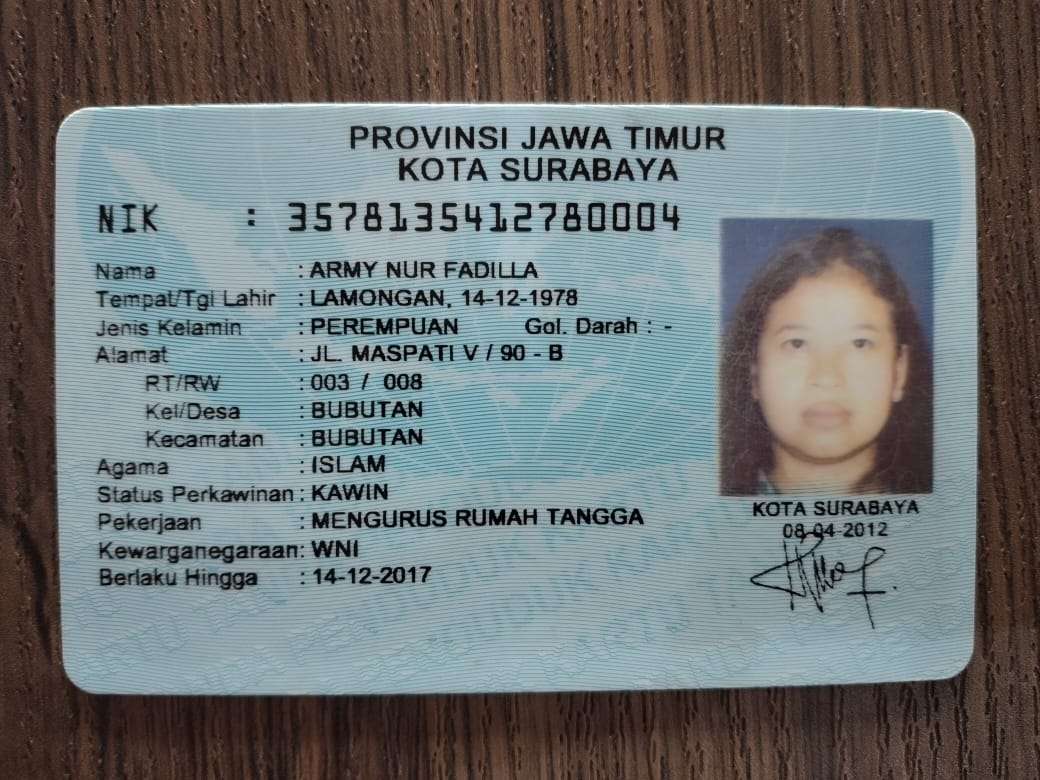 PROVINSI JAWA TIMUR
KOTA SURABAYA
NIK : 3578135412780004
Nama : ARMY NUR FADILLA
Tempat/Tgl Lahir : LAMONGAN, 14-12-1978
Jenis Kelamin : PEREMPUAN Gol. Darah : -
Alamat : JL. MASPATI V / 90 - B
RT/RW : 003 / 008
Kel/Desa : BUBUTAN
Kecamatan : BUBUTAN
Agama : ISLAM
Status Perkawinan : KAWIN
Pekerjaan : MENGURUS RUMAH TANGGA
Kewarganegaraan: WNI
Berlaku Hingga : 14-12-2017
KOTA SURABAYA
08-04-2012